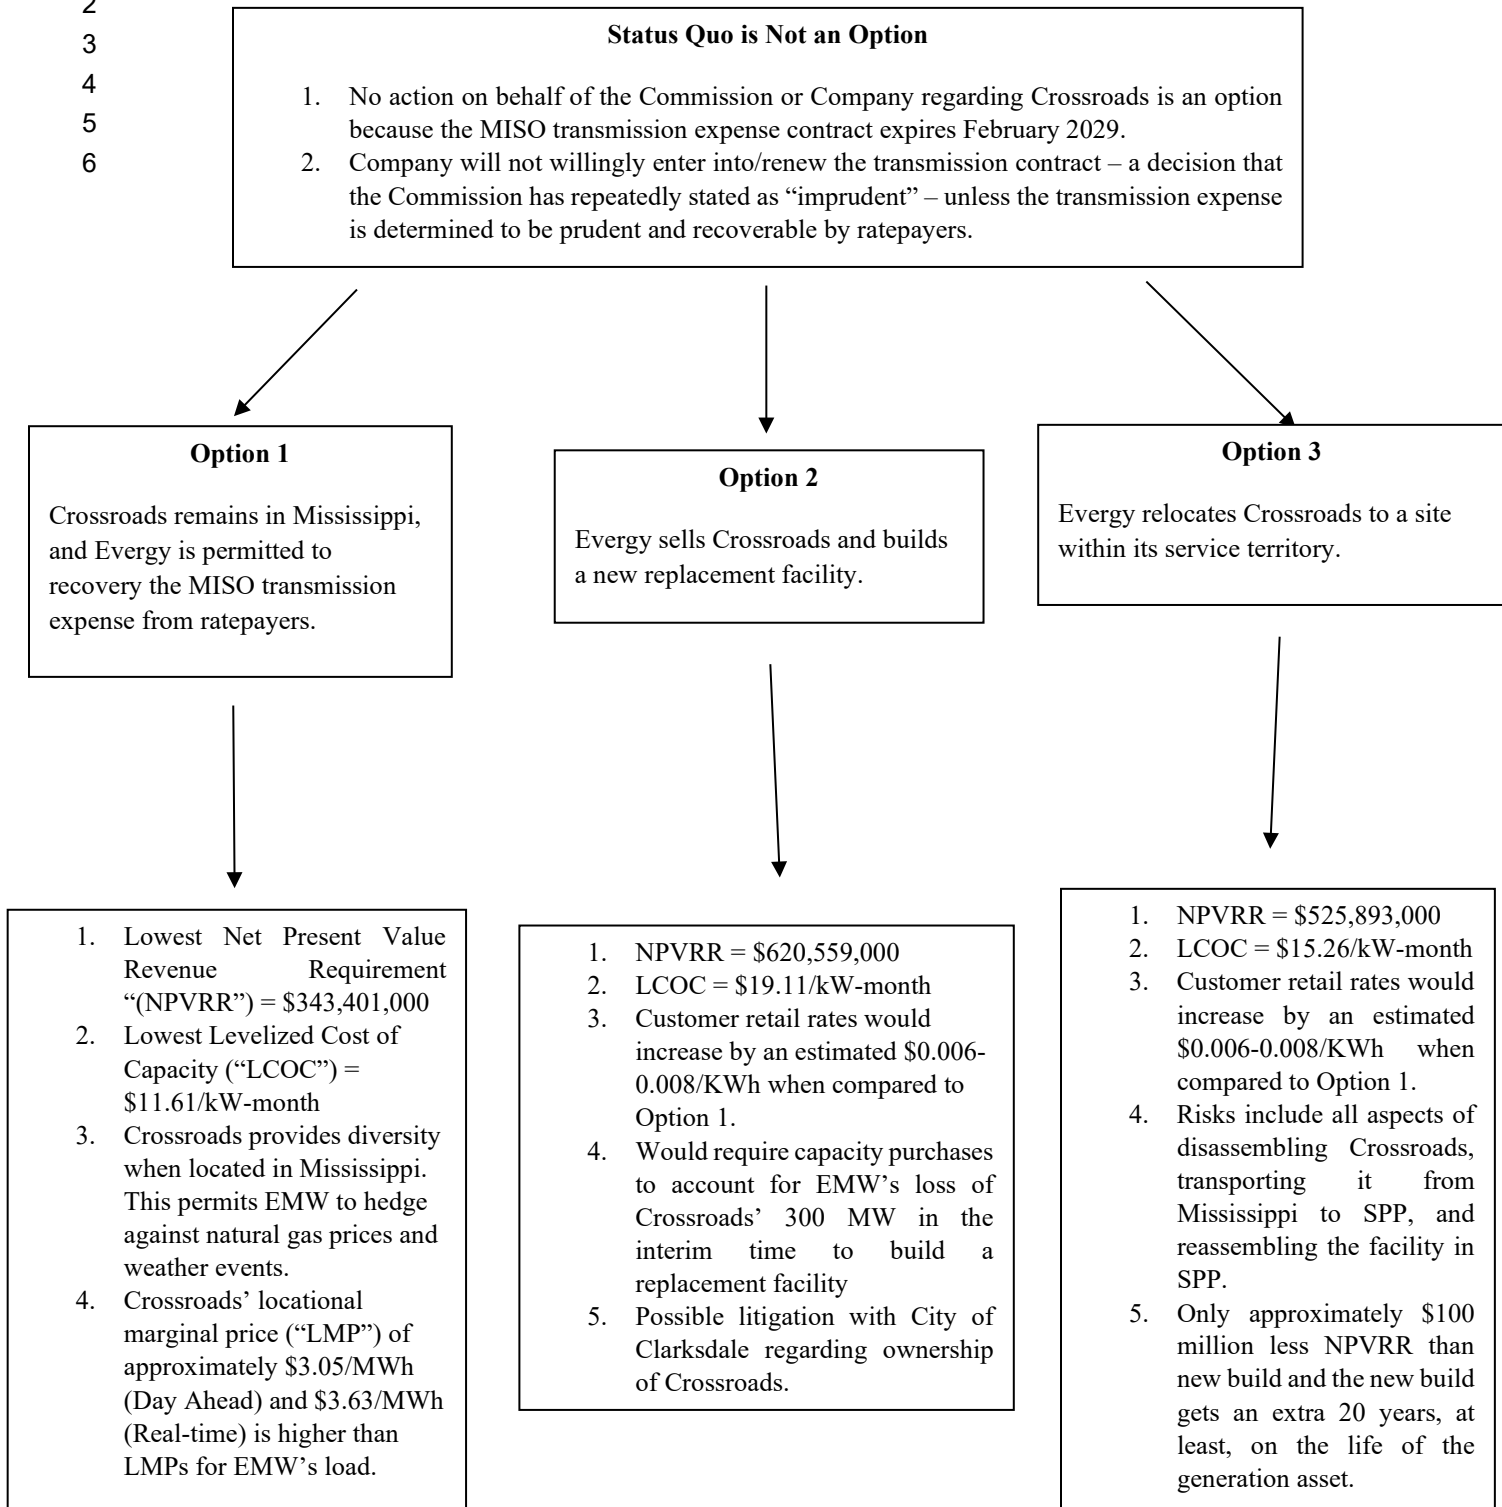 2
3
4
5
6
Status Quo is Not an Option
1. No action on behalf of the Commission or Company regarding Crossroads is an option
because the MISO transmission expense contract expires February 2029.
2. Company will not willingly enter into/renew the transmission contract – a decision that
the Commission has repeatedly stated as “imprudent” – unless the transmission expense
is determined to be prudent and recoverable by ratepayers.
Option 1
Crossroads remains in Mississippi,
and Evergy is permitted to
recovery the MISO transmission
expense from ratepayers.
Option 2
Evergy sells Crossroads and builds
a new replacement facility.
Option 3
Evergy relocates Crossroads to a site
within its service territory.
1. Lowest Net Present Value
Revenue Requirement
“(NPVRR”) = $343,401,000
2. Lowest Levelized Cost of
Capacity (“LCOC”) =
$11.61/kW-month
3. Crossroads provides diversity
when located in Mississippi.
This permits EMW to hedge
against natural gas prices and
weather events.
4. Crossroads’ locational
marginal price (“LMP”) of
approximately $3.05/MWh
(Day Ahead) and $3.63/MWh
(Real-time) is higher than
LMPs for EMW’s load.
1. NPVRR = $620,559,000
2. LCOC = $19.11/kW-month
3. Customer retail rates would
increase by an estimated $0.006-
0.008/KWh when compared to
Option 1.
4. Would require capacity purchases
to account for EMW’s loss of
Crossroads’ 300 MW in the
interim time to build a
replacement facility
5. Possible litigation with City of
Clarksdale regarding ownership
of Crossroads.
1. NPVRR = $525,893,000
2. LCOC = $15.26/kW-month
3. Customer retail rates would
increase by an estimated
$0.006-0.008/KWh when
compared to Option 1.
4. Risks include all aspects of
disassembling Crossroads,
transporting it from
Mississippi to SPP, and
reassembling the facility in
SPP.
5. Only approximately $100
million less NPVRR than
new build and the new build
gets an extra 20 years, at
least, on the life of the
generation asset.